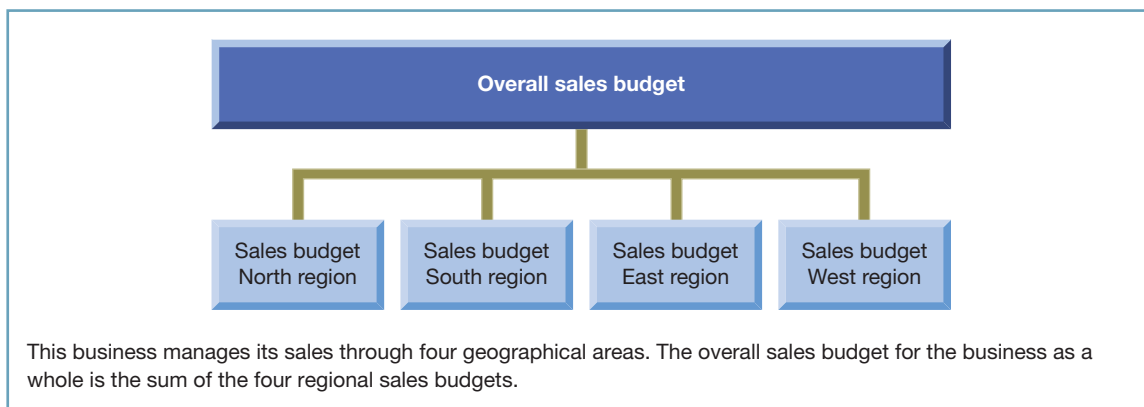 Overall sales budget
Sales budget
North region
Sales budget
South region
Sales budget
East region
Sales budget
West region
This business manages its sales through four geographical areas. The overall sales budget for the business as a
whole is the sum of the four regional sales budgets.